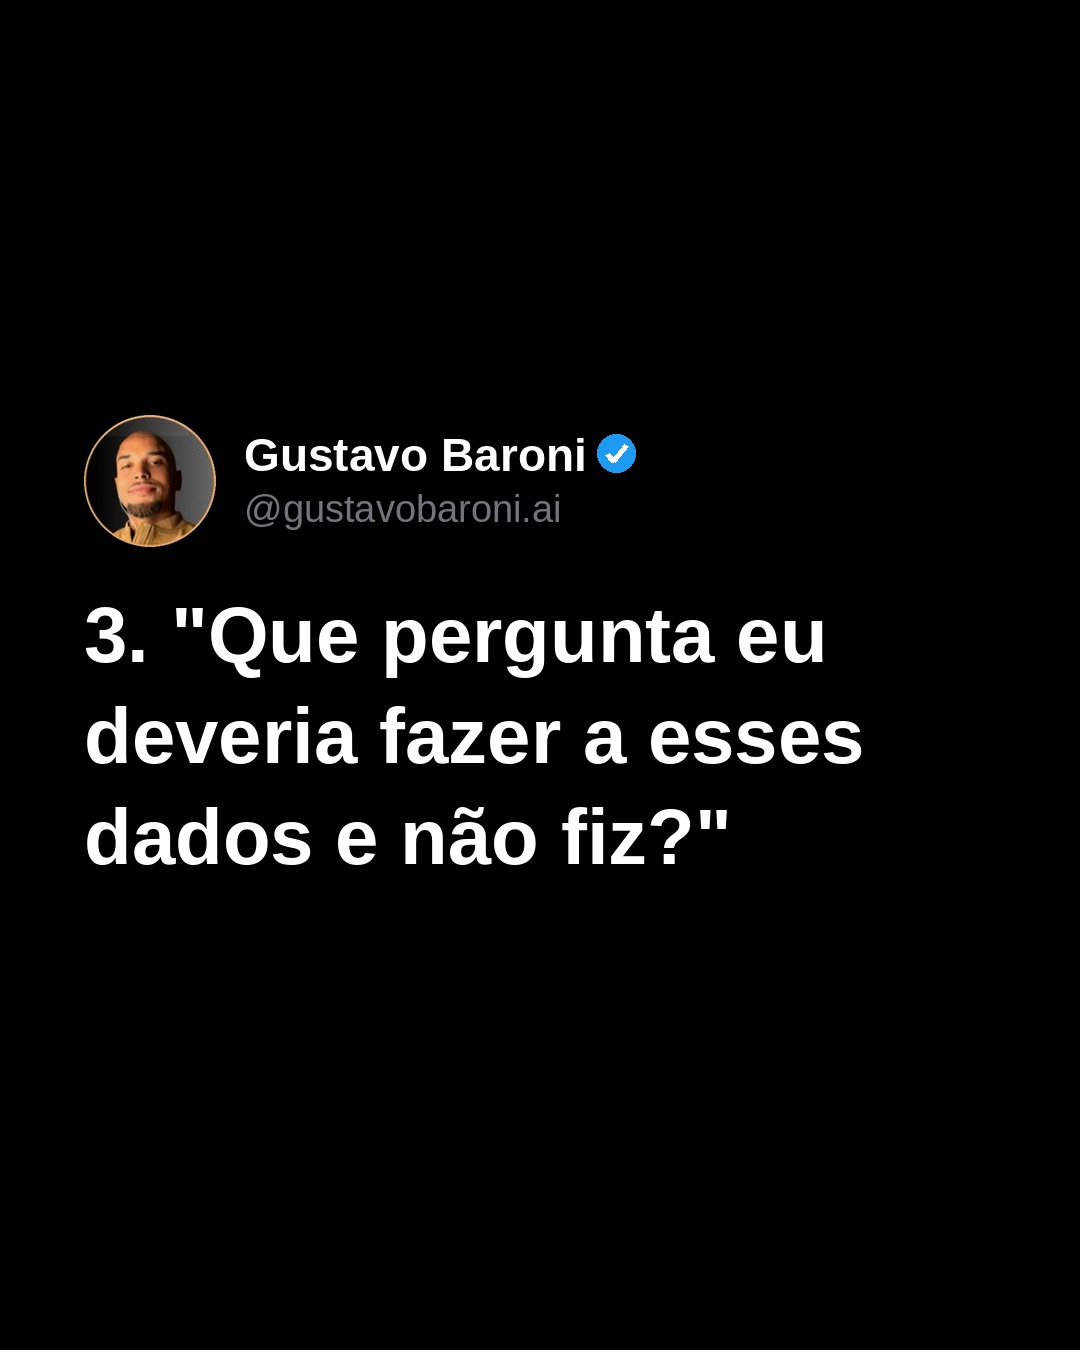 Gustavo Baroni
@gustavobaroni.ai
3. "Que pergunta eu
deveria fazer a esses
dados e não fiz?"